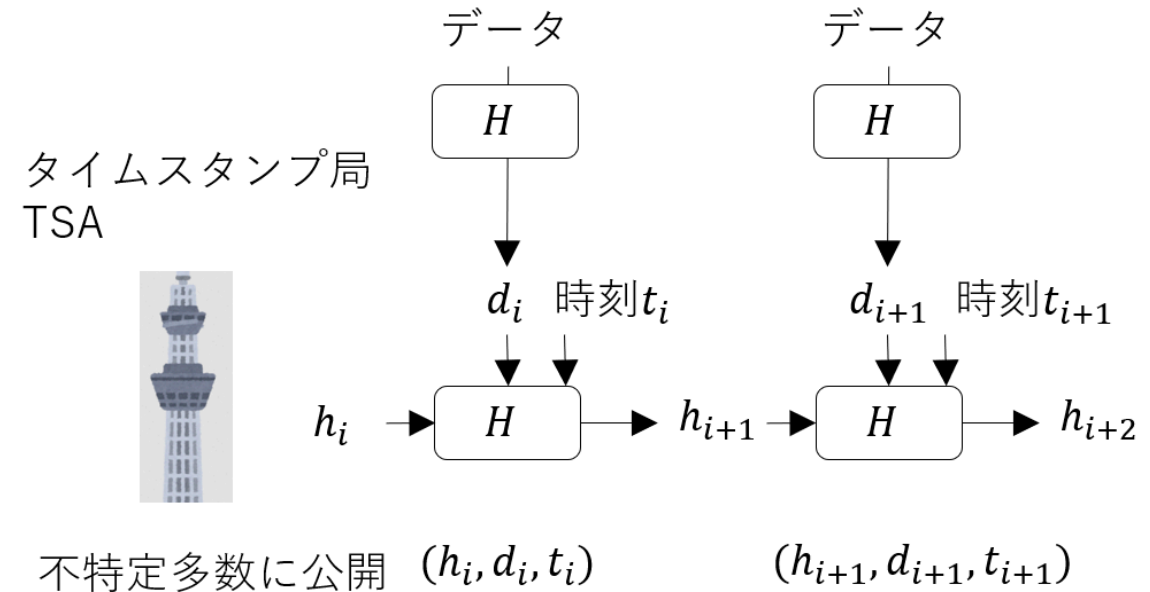 データ データ
H H
タイムスタンプ局
TSA
d_i 時刻t_i d_{i+1} 時刻t_{i+1}
h_i H h_{i+1} H h_{i+2}
不特定多数に公開 (h_i, d_i, t_i) (h_{i+1}, d_{i+1}, t_{i+1})